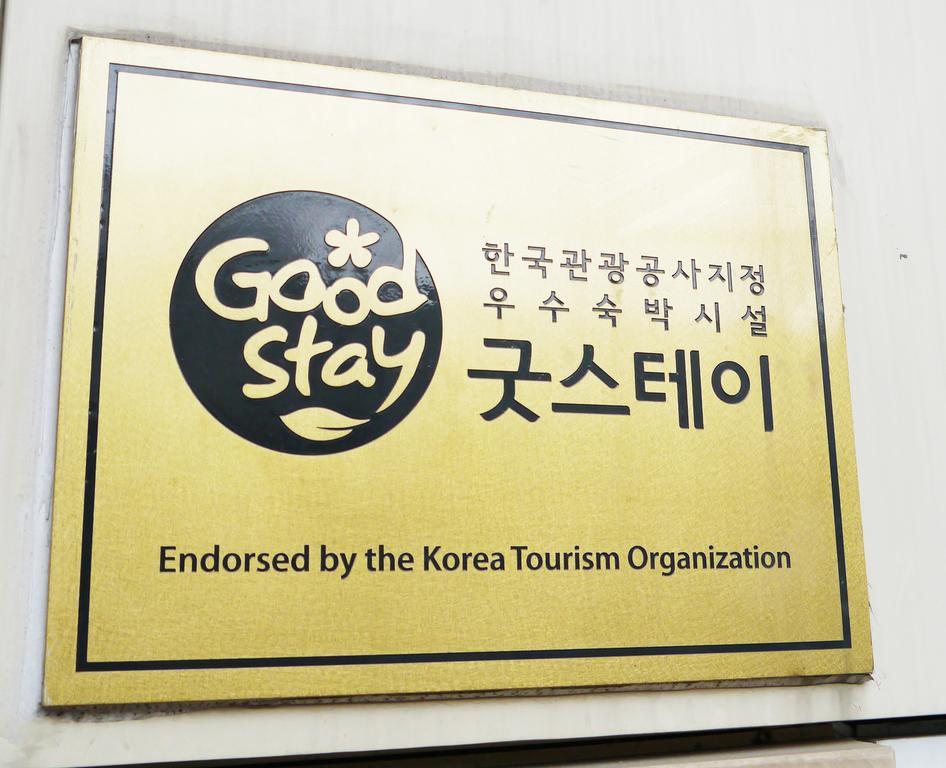 Good
Stay
한국관광공사지정
우수숙박시설
굿스테이
Endorsed by the Korea Tourism Organization